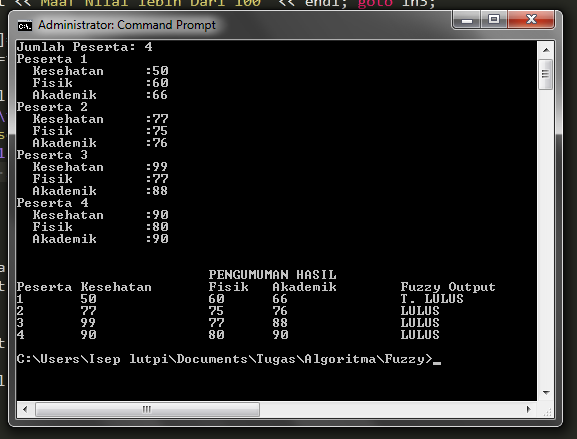 t << "Maaf Nilai lebih Dari 100" << endl; goto in3;
Administrator: Command Prompt
Jumlah Peserta: 4
Peserta 1
Kesehatan :50
Fisik :60
Akademik :66
Peserta 2
Kesehatan :77
Fisik :75
Akademik :76
Peserta 3
Kesehatan :99
Fisik :77
Akademik :88
Peserta 4
Kesehatan :90
Fisik :80
Akademik :90
PENGUMUMAN HASIL
Peserta Kesehatan Fisik Akademik Fuzzy Output
1 50 60 66 T. LULUS
2 77 75 76 LULUS
3 99 77 88 LULUS
4 90 80 90 LULUS
C:\Users\Isep lutpi\Documents\Tugas\Algoritma\Fuzzy>_